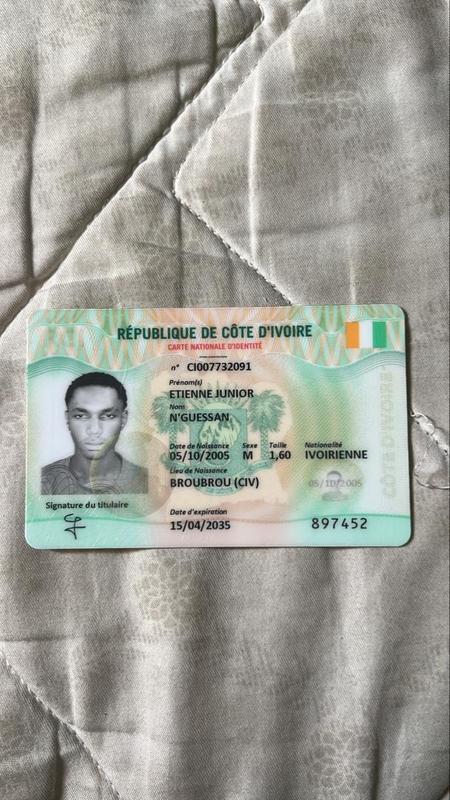 RÉPUBLIQUE DE CÔTE D'IVOIRE
CARTE NATIONALE D'IDENTITÉ
n° CI007732091
Prénom(s)
ETIENNE JUNIOR
Nom
N'GUESSAN
Date de Naissance Sexe Taille Nationalité
05/10/2005 M 1,60 IVOIRIENNE
Lieu de Naissance
BROUBROU (CIV)
05/10/2005
Signature du titulaire
Date d'expiration
15/04/2035
897452